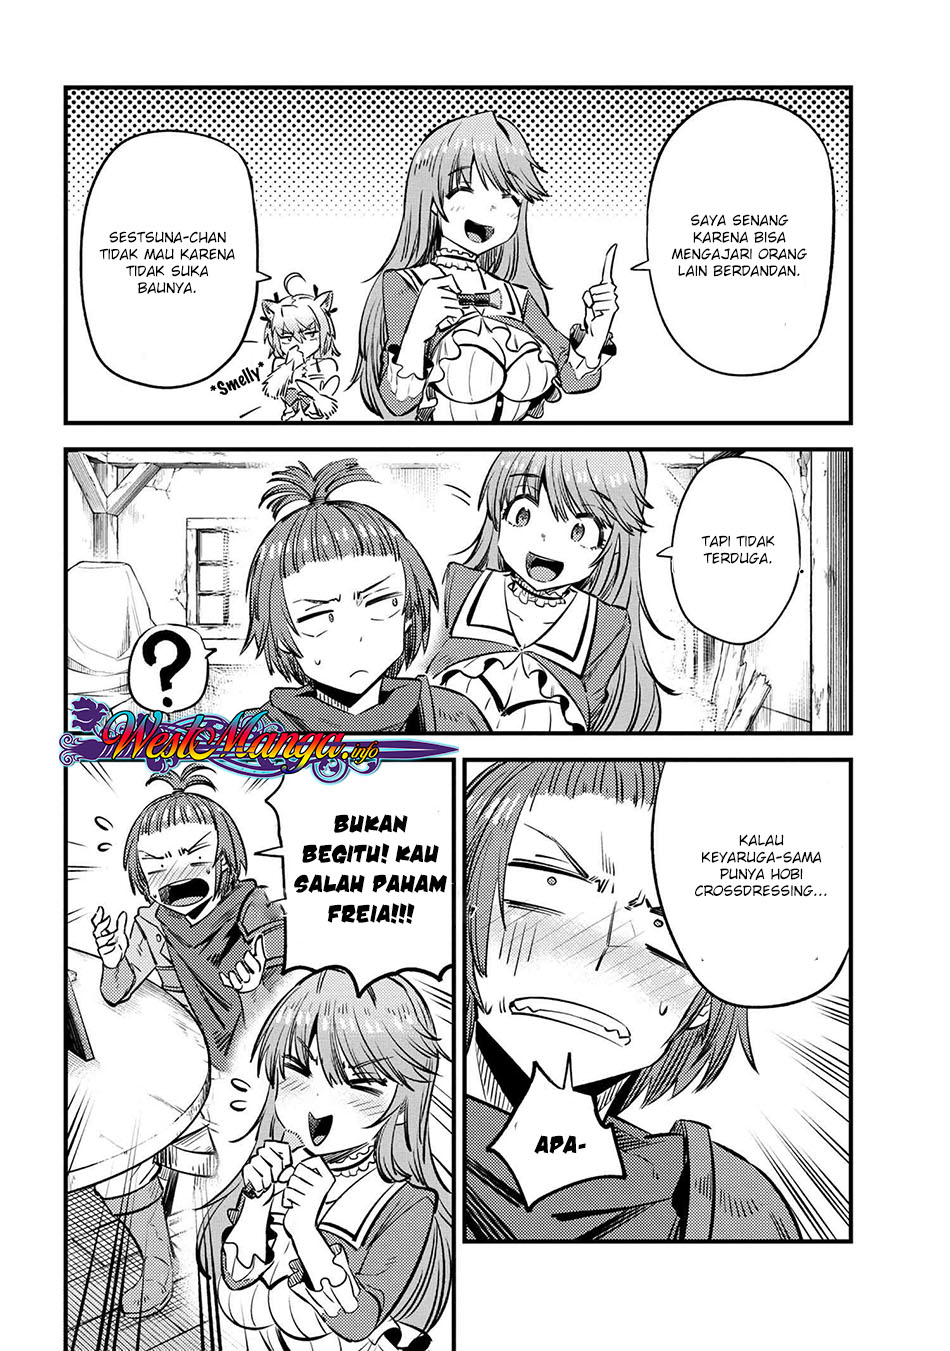 SAYA SENANG
KARENA BISA
MENGAJARI ORANG
LAIN BERDANDAN.
SESTSUNA-CHAN
TIDAK MAU KARENA
TIDAK SUKA
BAUNYA.
*Smelly*
TAPI TIDAK
TERDUGA.
?
WestManga.info
KALAU
KEYARUGA-SAMA
PUNYA HOBI
CROSSDRESSING...
APA-
BUKAN
BEGITU! KAU
SALAH PAHAM
FREIA!!!